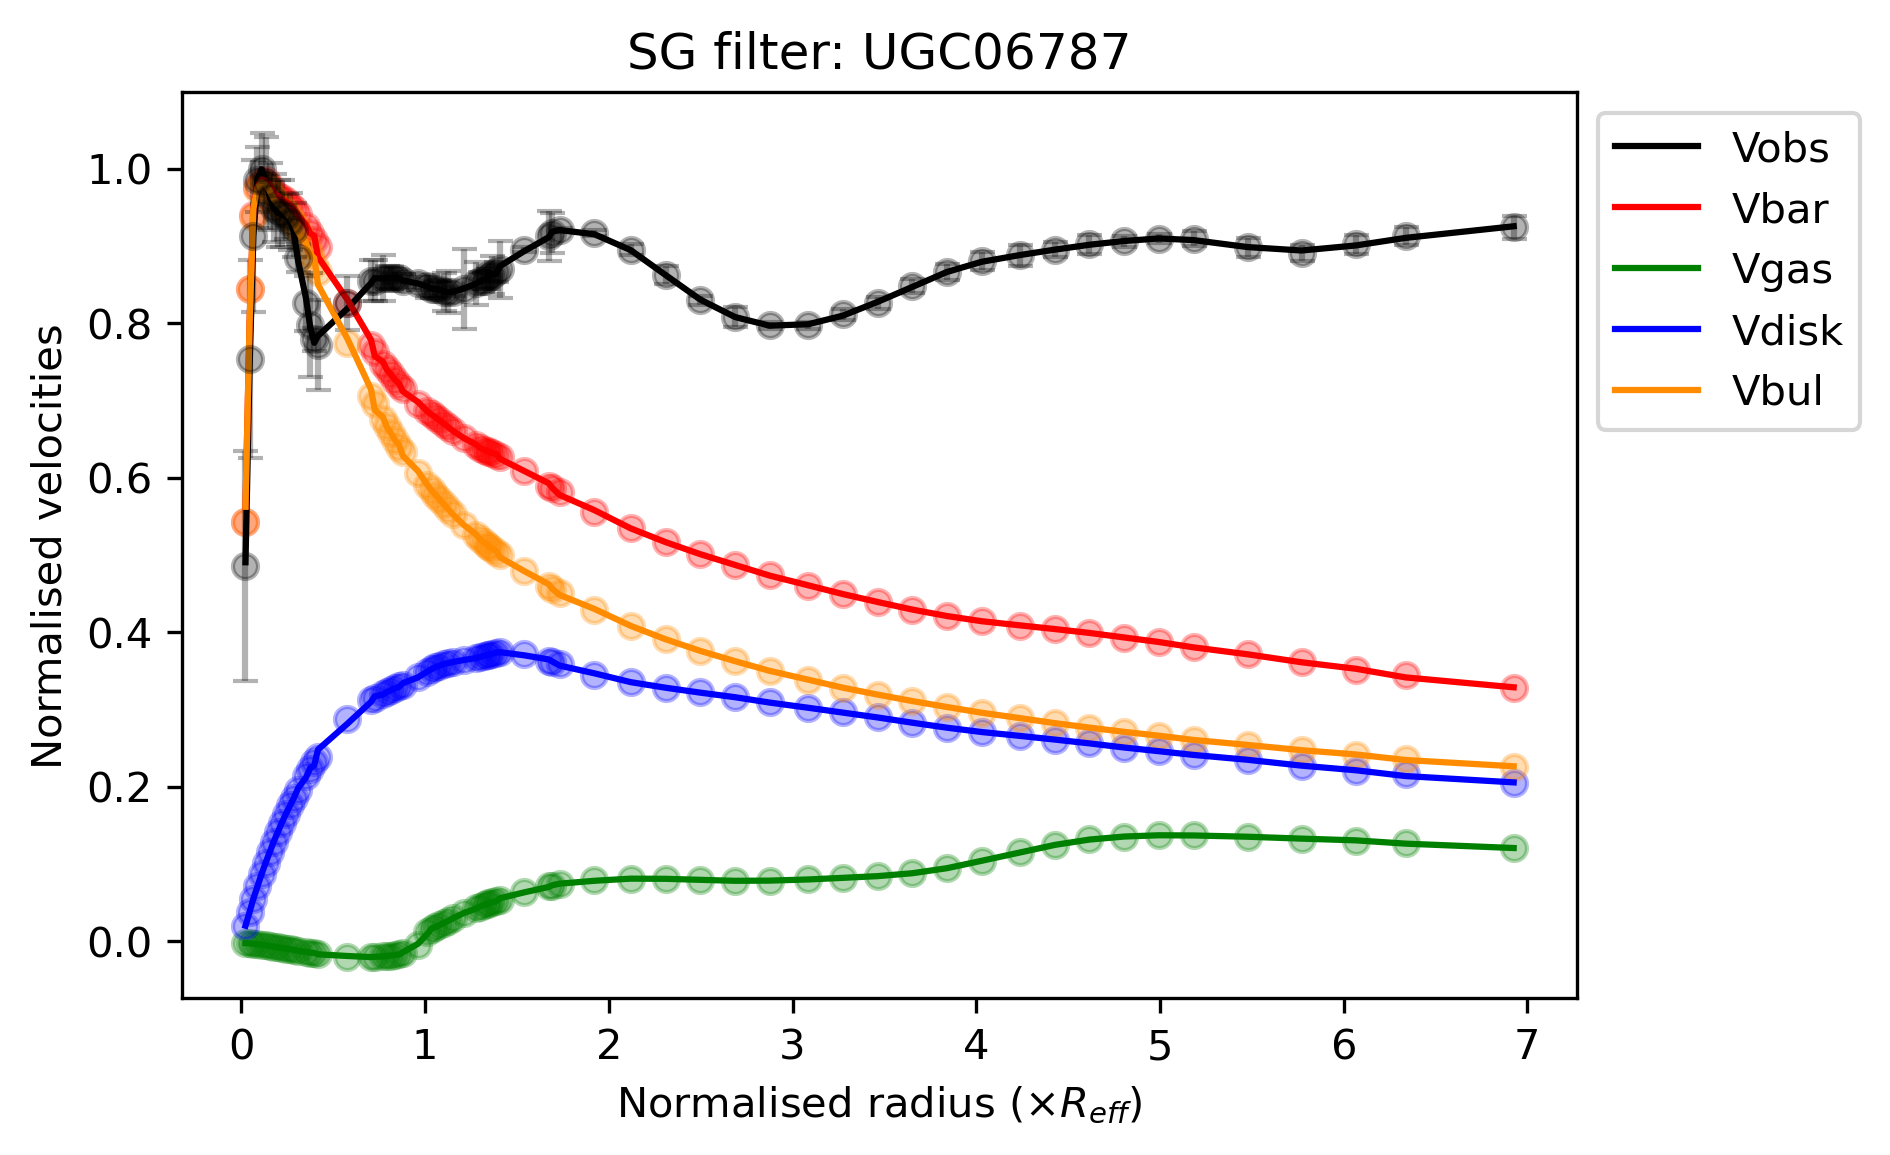 SG filter: UGC06787
Normalised velocities
1.0
0.8
0.6
0.4
0.2
0.0
0 1 2 3 4 5 6 7
Normalised radius (×R_eff)
Vobs
Vbar
Vgas
Vdisk
Vbul